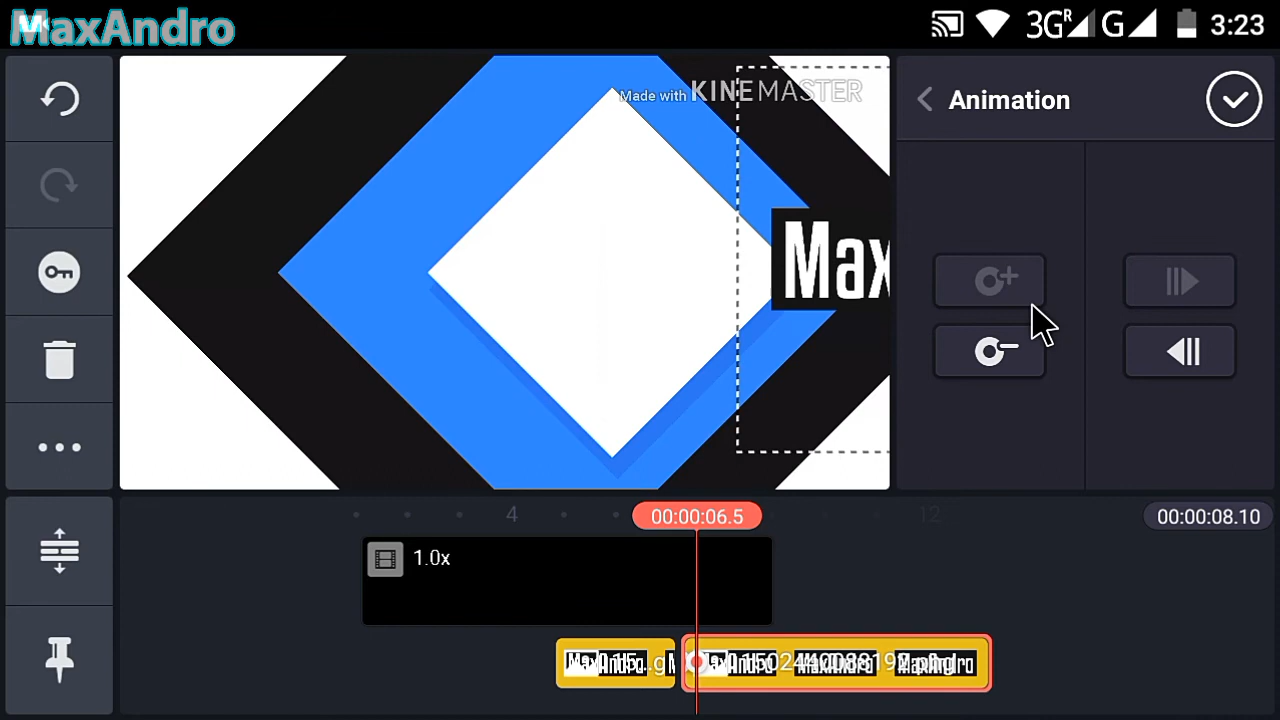 MaxAndro
3G R G 3:23
Made with KINEMASTER
Animation
Max
4
00:00:06.5
12
00:00:08.10
1.0x